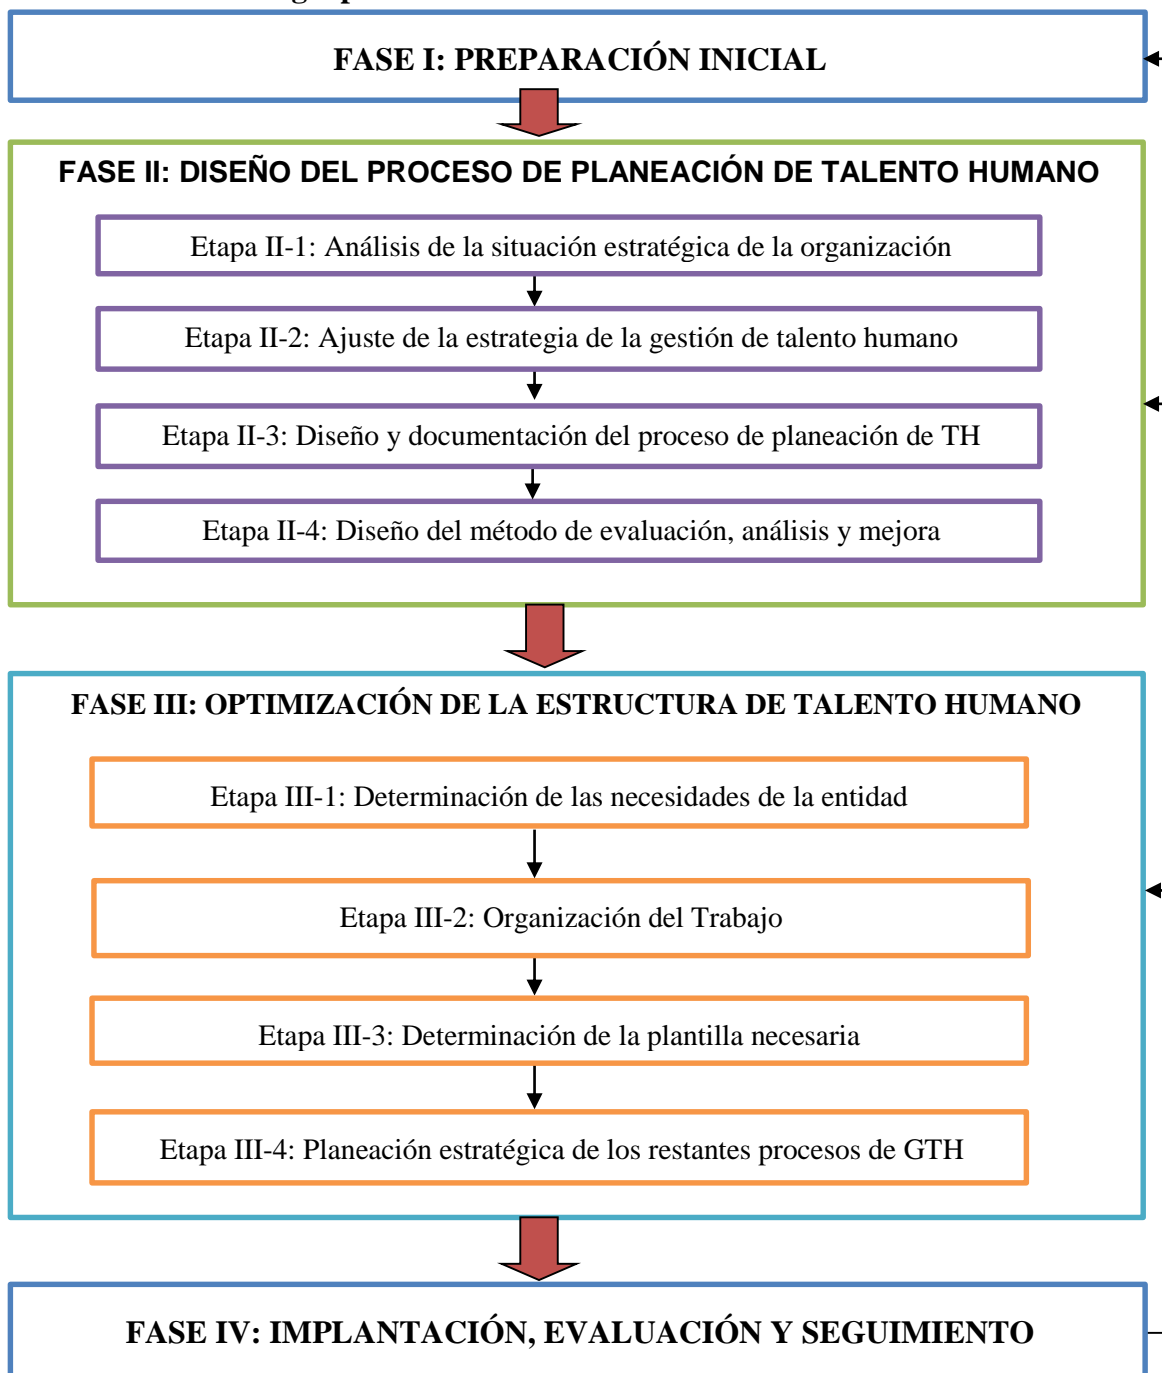 FASE I: PREPARACIÓN INICIAL
FASE II: DISEÑO DEL PROCESO DE PLANEACIÓN DE TALENTO HUMANO
Etapa II-1: Análisis de la situación estratégica de la organización
Etapa II-2: Ajuste de la estrategia de la gestión de talento humano
Etapa II-3: Diseño y documentación del proceso de planeación de TH
Etapa II-4: Diseño del método de evaluación, análisis y mejora
FASE III: OPTIMIZACIÓN DE LA ESTRUCTURA DE TALENTO HUMANO
Etapa III-1: Determinación de las necesidades de la entidad
Etapa III-2: Organización del Trabajo
Etapa III-3: Determinación de la plantilla necesaria
Etapa III-4: Planeación estratégica de los restantes procesos de GTH
FASE IV: IMPLANTACIÓN, EVALUACIÓN Y SEGUIMIENTO